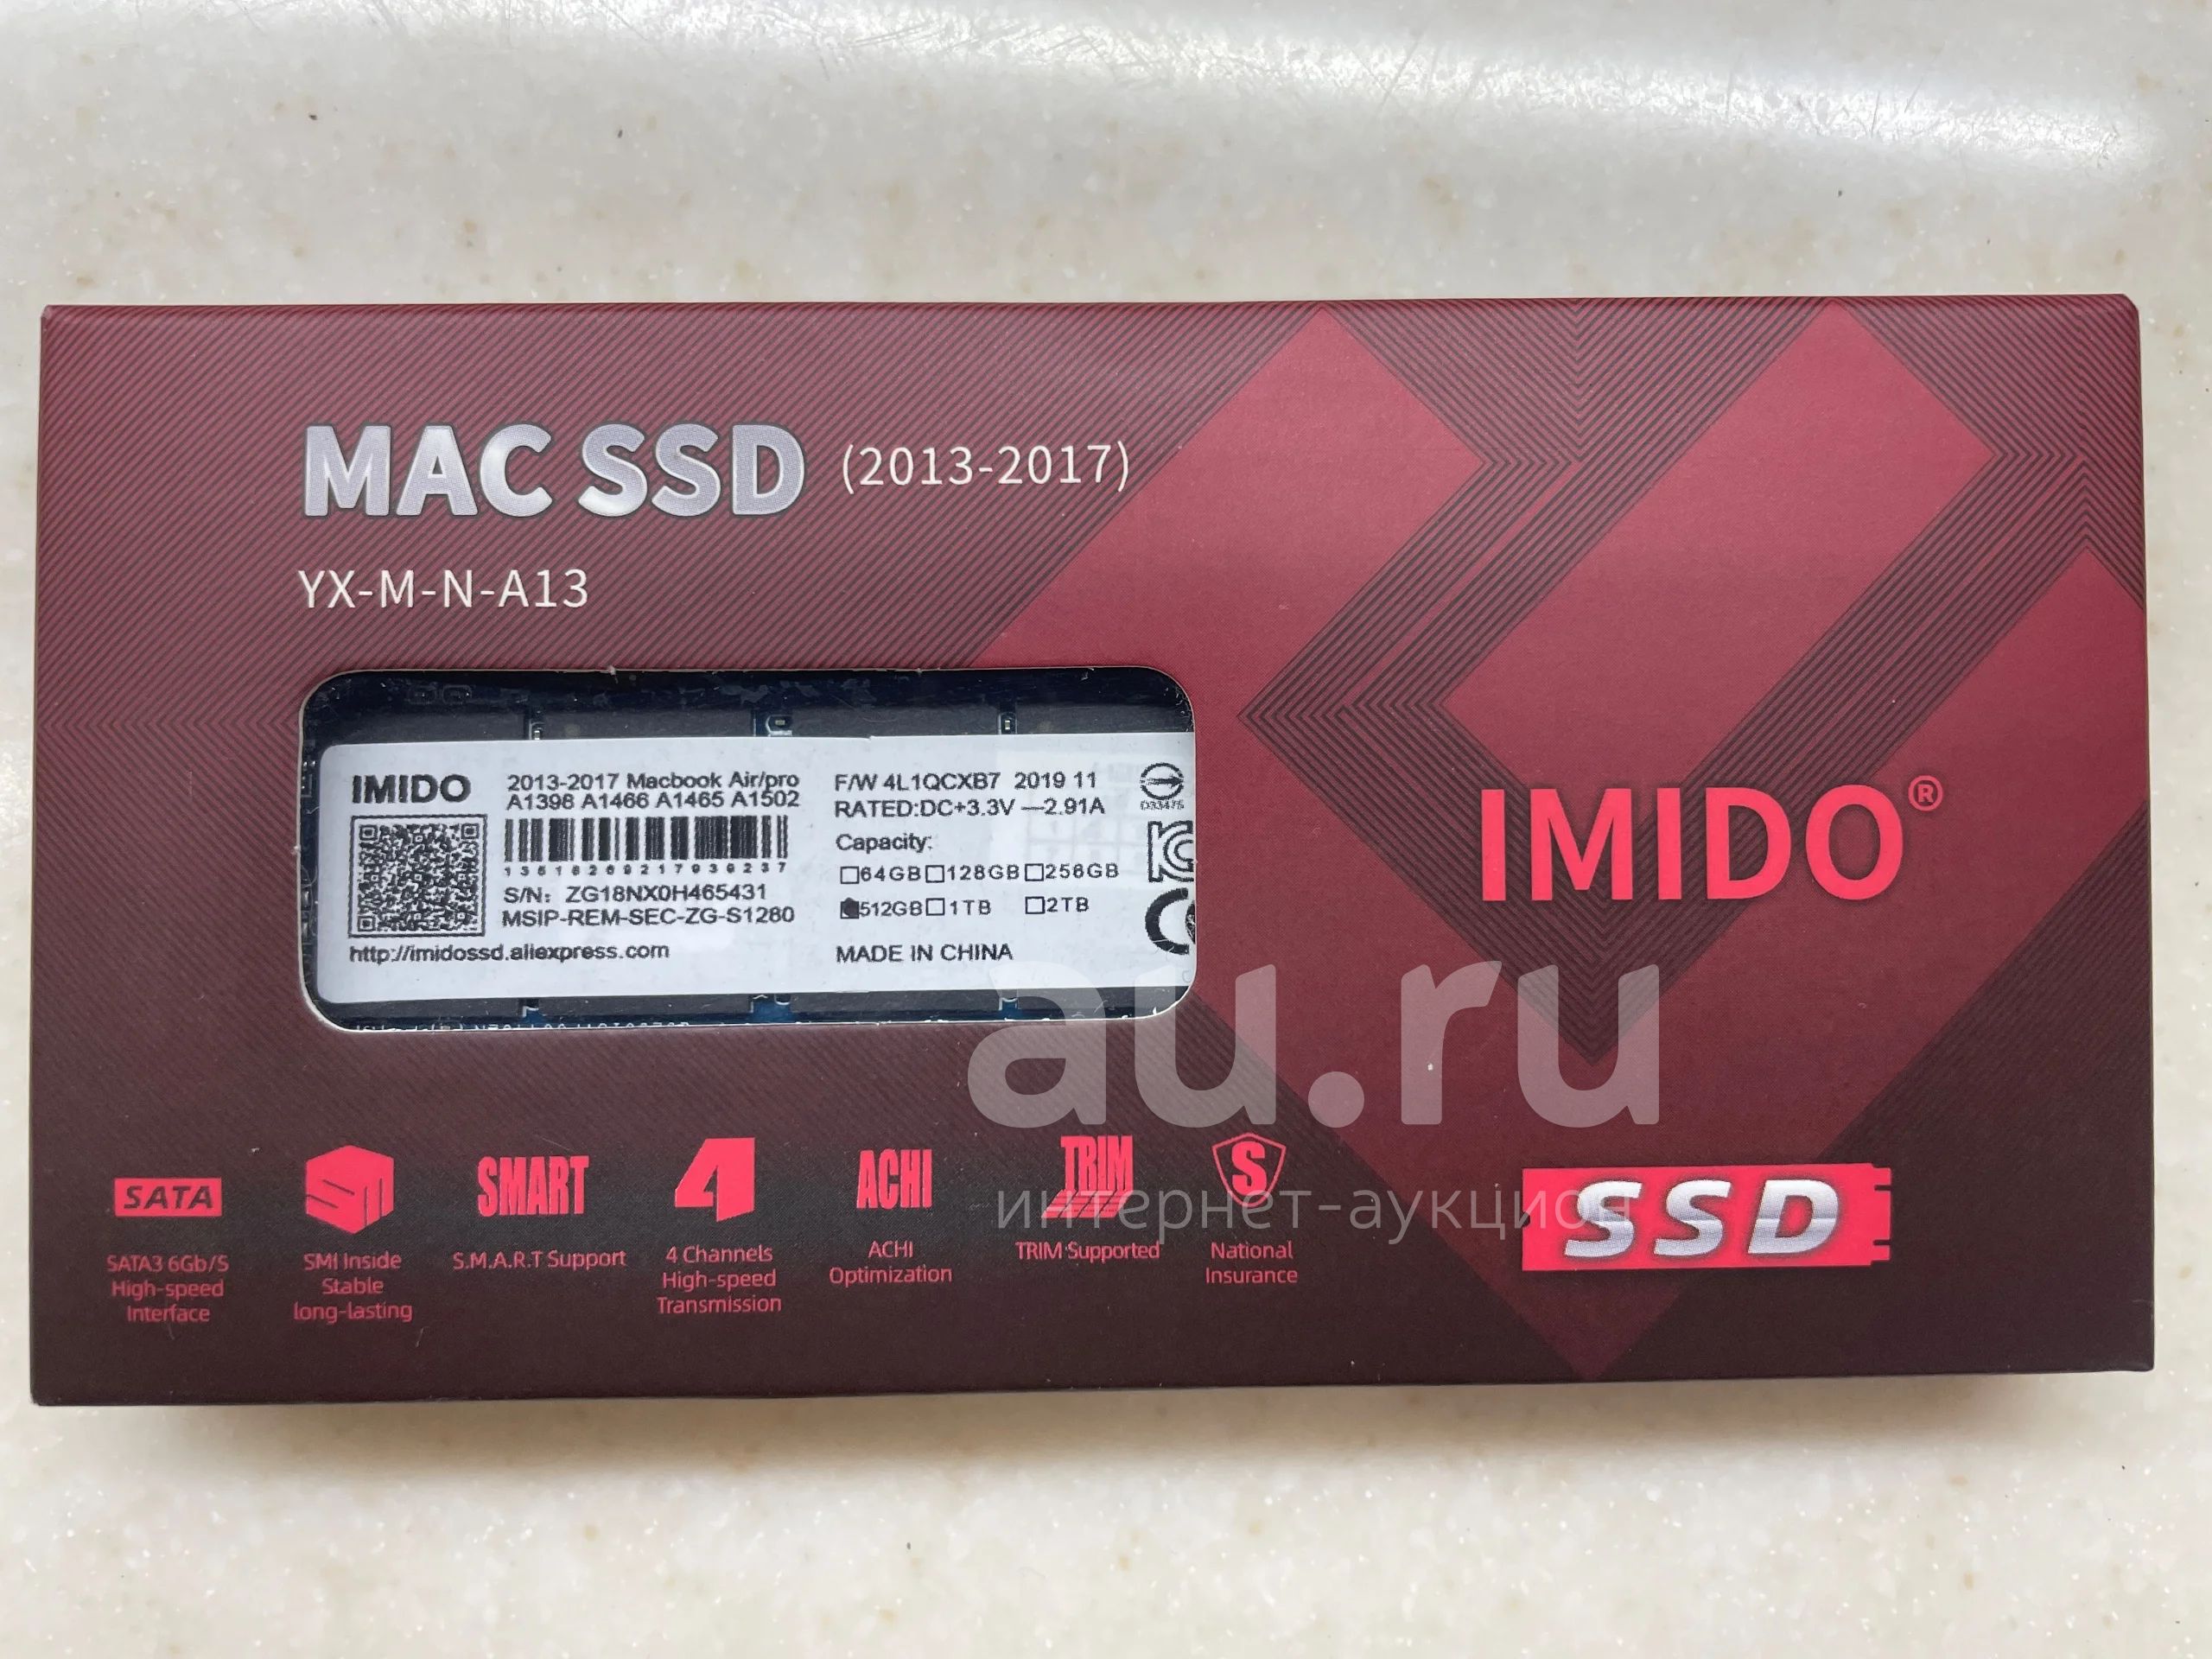 MAC SSD (2013-2017)
YX-M-N-A13
IMIDO
2013-2017 Macbook Air/pro
A1398 A1466 A1465 A1502
S/N: ZG18NX0H465431
MSIP-REM-SEC-ZG-S1280
http://imidossd.aliexpress.com
F/W 4L1QCXB7 2019 11
RATED:DC+3.3V —2.91A
Capacity:
64GB 128GB 256GB
512GB 1TB 2TB
MADE IN CHINA
D33475
IMIDO®
au.ru
интернет-аукцион
SATA
SATA3 6Gb/S
High-speed
Interface
SMI inside
Stable
long-lasting
SMART
S.M.A.R.T Support
4
4 Channels
High-speed
Transmission
ACHI
ACHI
Optimization
TRIM
TRIM Supported
S
National
Insurance
SSD